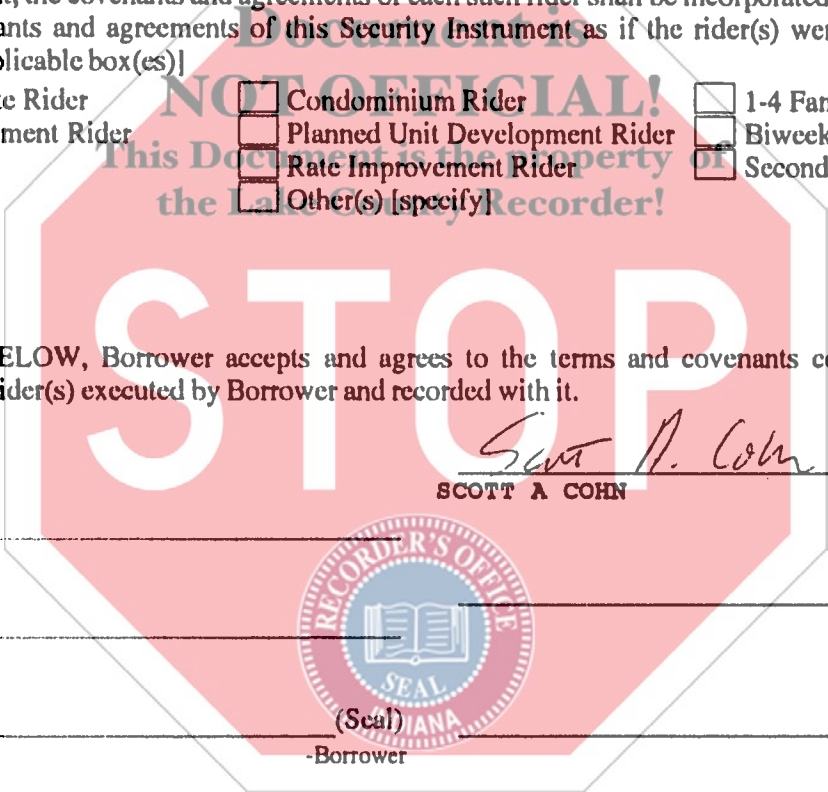 , the covenants and agreements of each such rider shall be incorporated
ants and agreements of this Security Instrument as if the rider(s) wer
plicable box(es)]
Document is
NOT OFFICIAL!
This Document is the property of
the Lake County Recorder!
e Rider Condominium Rider 1-4 Fam
ment Rider Planned Unit Development Rider Biweek
Rate Improvement Rider Second
Other(s) [specify]
STOP
ELOW, Borrower accepts and agrees to the terms and covenants c
ider(s) executed by Borrower and recorded with it.
Scott A. Cohn
SCOTT A COHN
RECORDER'S OFFICE
SEAL
INDIANA
(Seal)
-Borrower